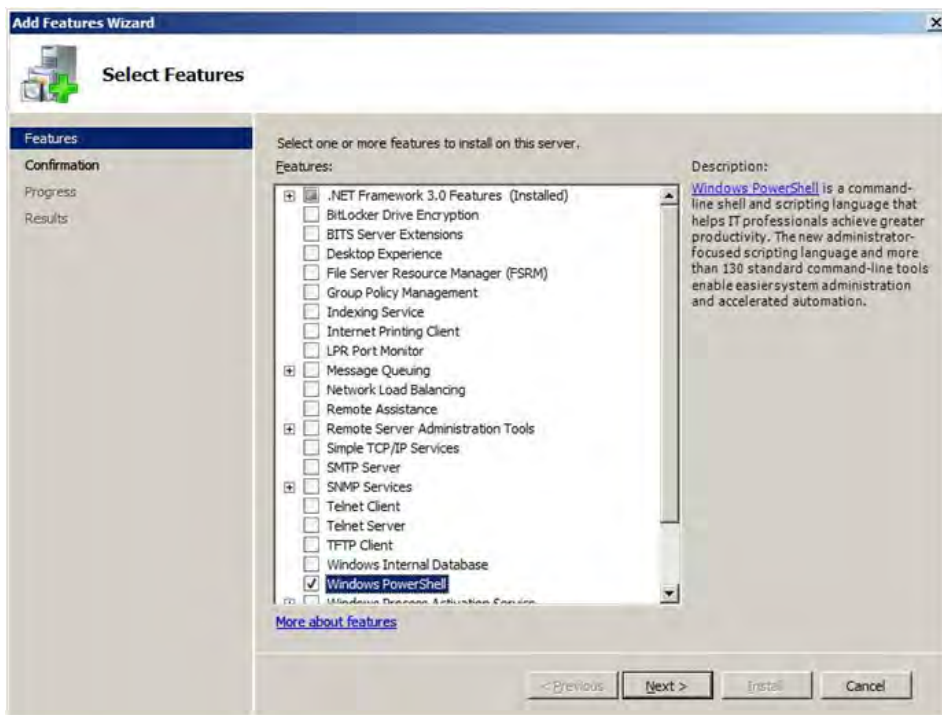 Add Features Wizard
Select Features
Features
Confirmation
Progress
Results
Select one or more features to install on this server.
Features:
.NET Framework 3.0 Features (Installed)
BitLocker Drive Encryption
BITS Server Extensions
Desktop Experience
File Server Resource Manager (FSRM)
Group Policy Management
Indexing Service
Internet Printing Client
LPR Port Monitor
Message Queuing
Network Load Balancing
Remote Assistance
Remote Server Administration Tools
Simple TCP/IP Services
SMTP Server
SNMP Services
Telnet Client
Telnet Server
TFTP Client
Windows Internal Database
Windows PowerShell
Windows Process Activation Service
More about features
Description:
Windows PowerShell is a command-
line shell and scripting language that
helps IT professionals achieve greater
productivity. The new administrator-
focused scripting language and more
than 130 standard command-line tools
enable easiersystem administration
and accelerated automation.
< Previous
Next >
Install
Cancel